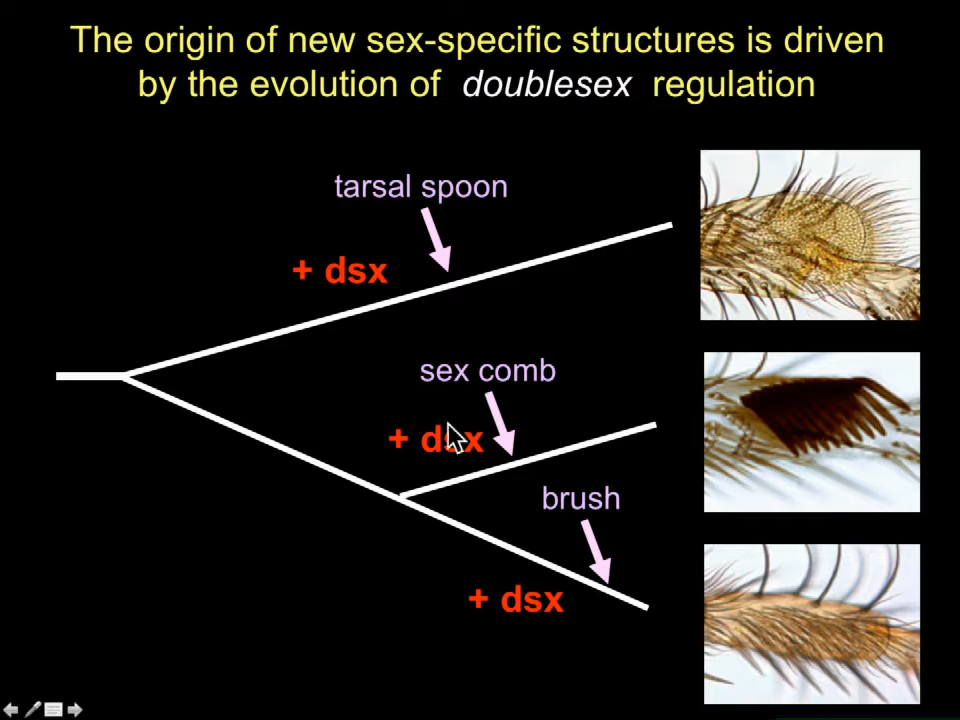 The origin of new sex-specific structures is driven
by the evolution of doublesex regulation
tarsal spoon
+ dsx
sex comb
+ dsx
brush
+ dsx